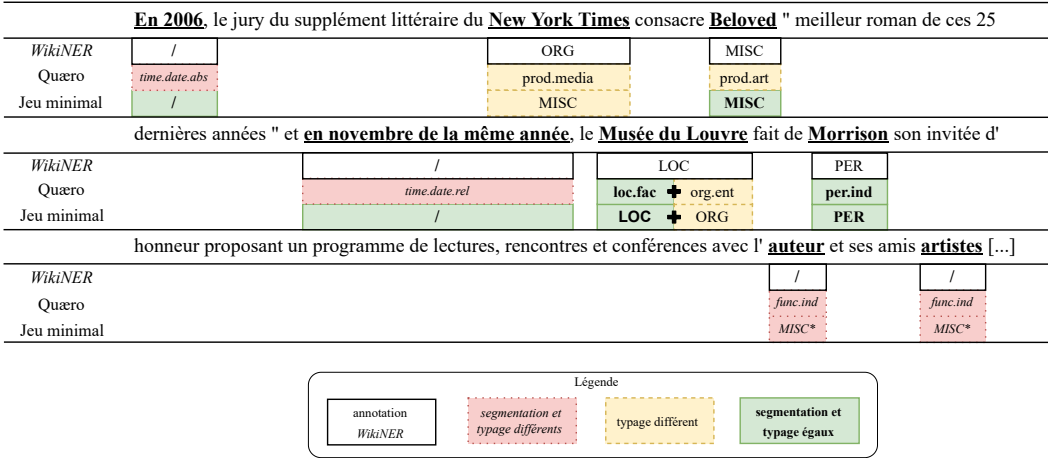 En 2006, le jury du supplément littéraire du New York Times consacre Beloved " meilleur roman de ces 25
WikiNER / ORG MISC
Quæro time.date.abs prod.media prod.art
Jeu minimal / MISC MISC
dernières années " et en novembre de la même année, le Musée du Louvre fait de Morrison son invitée d'
WikiNER / LOC PER
Quæro time.date.rel loc.fac + org.ent per.ind
Jeu minimal / LOC + ORG PER
honneur proposant un programme de lectures, rencontres et conférences avec l' auteur et ses amis artistes [...]
WikiNER / /
Quæro func.ind func.ind
Jeu minimal MISC* MISC*
Légende
annotation segmentation et typage différent segmentation et
WikiNER typage différents typage égaux